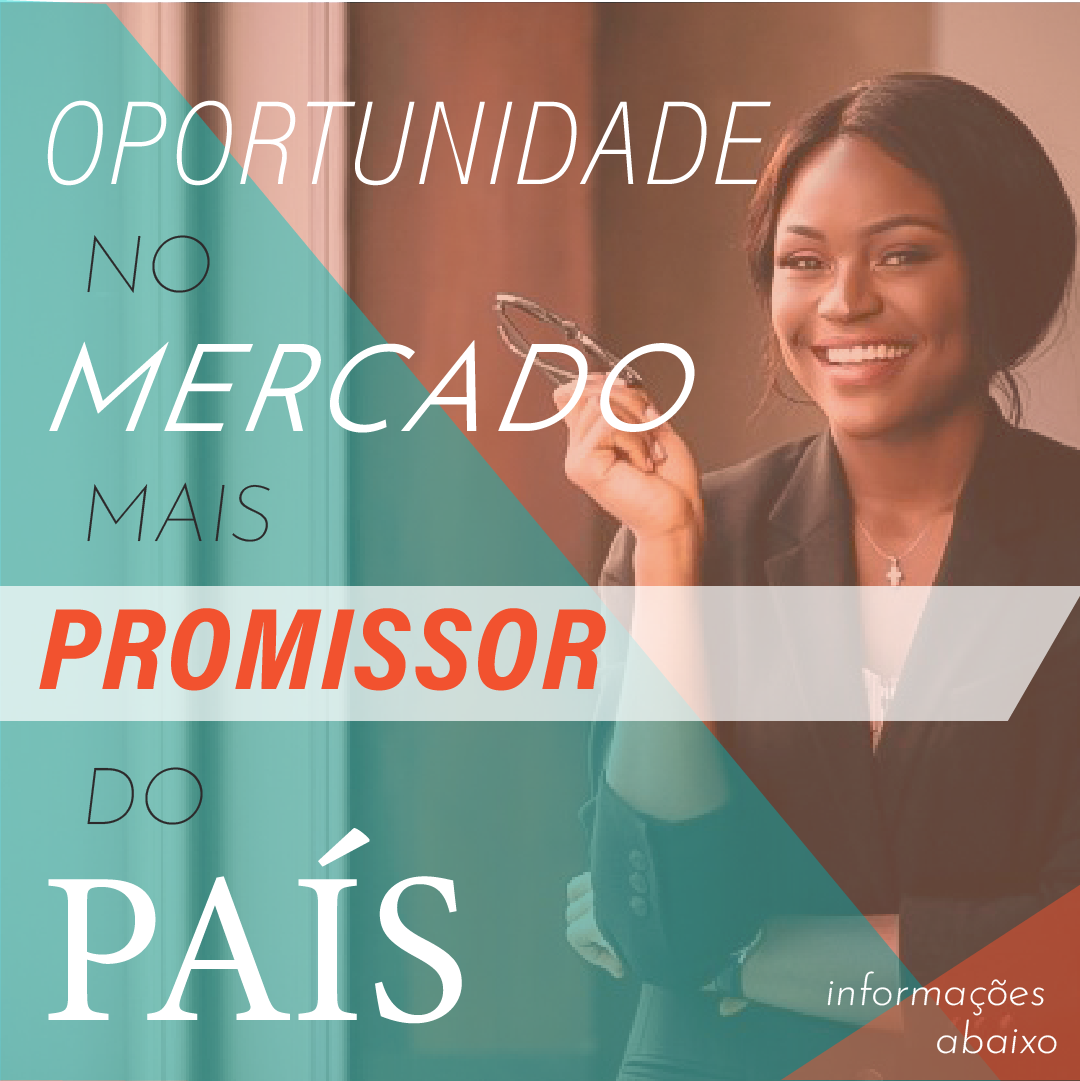 OPORTUNIDADE
NO
MERCADO
MAIS
PROMISSOR
DO
PAÍS
informações
abaixo